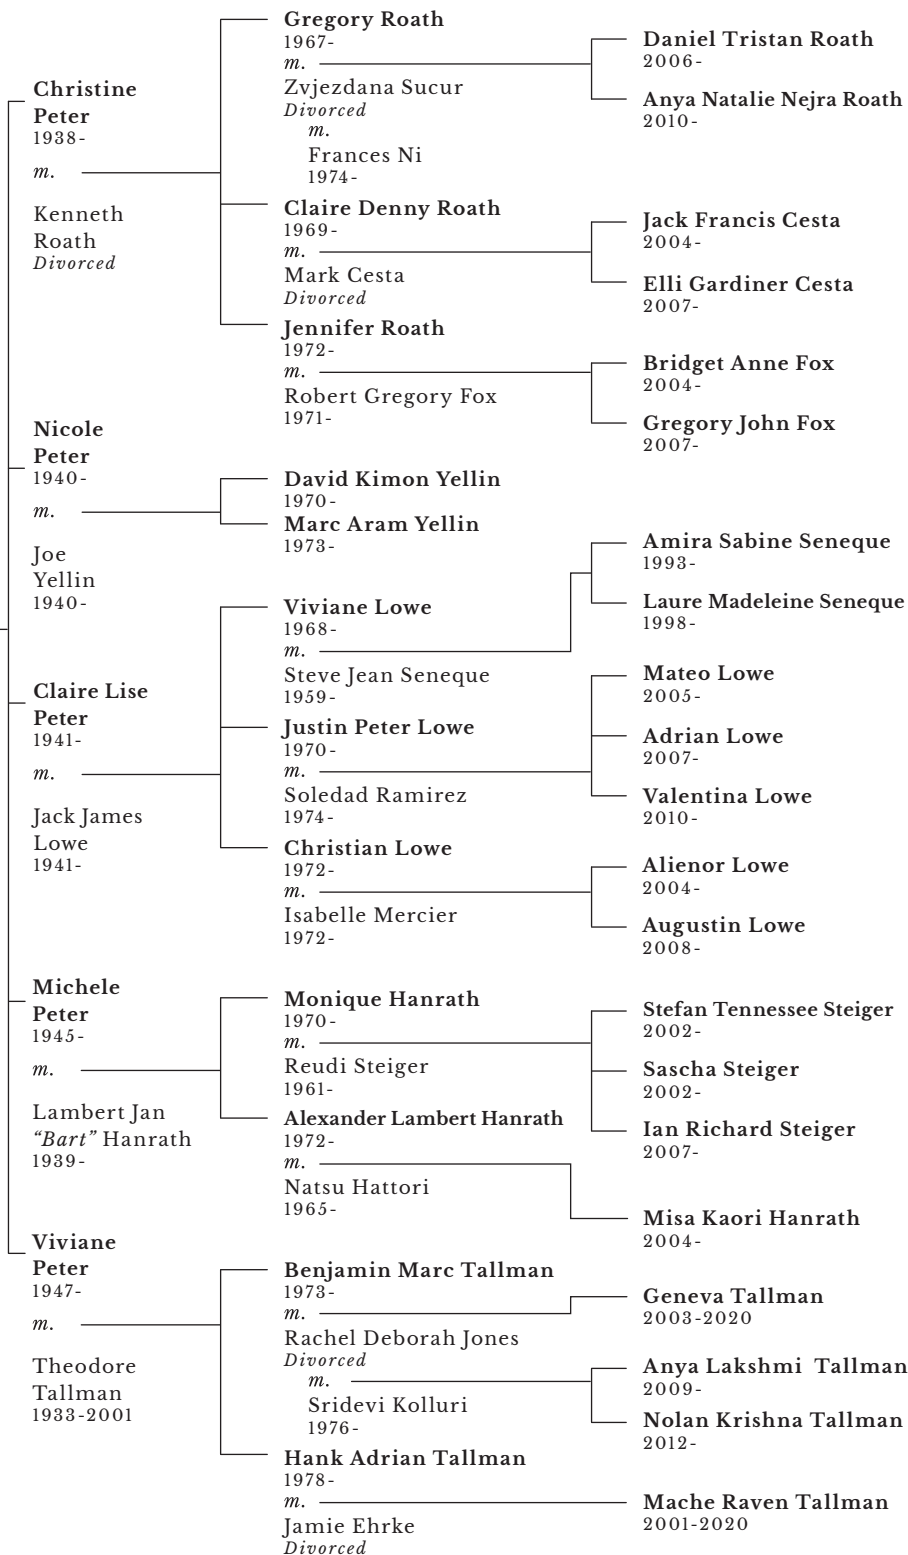 Christine
Peter
1938-
m.
Kenneth
Roath
Divorced
Gregory Roath
1967-
m.
Zvjezdana Sucur
Divorced
m.
Frances Ni
1974-
Daniel Tristan Roath
2006-
Anya Natalie Nejra Roath
2010-
Claire Denny Roath
1969-
m.
Mark Cesta
Divorced
Jack Francis Cesta
2004-
Elli Gardiner Cesta
2007-
Jennifer Roath
1972-
m.
Robert Gregory Fox
1971-
Bridget Anne Fox
2004-
Gregory John Fox
2007-
Nicole
Peter
1940-
m.
Joe
Yellin
1940-
David Kimon Yellin
1970-
Marc Aram Yellin
1973-
Claire Lise
Peter
1941-
m.
Jack James
Lowe
1941-
Viviane Lowe
1968-
m.
Steve Jean Seneque
1959-
Amira Sabine Seneque
1993-
Laure Madeleine Seneque
1998-
Justin Peter Lowe
1970-
m.
Soledad Ramirez
1974-
Mateo Lowe
2005-
Adrian Lowe
2007-
Valentina Lowe
2010-
Christian Lowe
1972-
m.
Isabelle Mercier
1972-
Alienor Lowe
2004-
Augustin Lowe
2008-
Michele
Peter
1945-
m.
Lambert Jan
“Bart” Hanrath
1939-
Monique Hanrath
1970-
m.
Reudi Steiger
1961-
Stefan Tennessee Steiger
2002-
Sascha Steiger
2002-
Ian Richard Steiger
2007-
Alexander Lambert Hanrath
1972-
m.
Natsu Hattori
1965-
Misa Kaori Hanrath
2004-
Viviane
Peter
1947-
m.
Theodore
Tallman
1933-2001
Benjamin Marc Tallman
1973-
m.
Rachel Deborah Jones
Divorced
m.
Sridevi Kolluri
1976-
Geneva Tallman
2003-2020
Anya Lakshmi Tallman
2009-
Nolan Krishna Tallman
2012-
Hank Adrian Tallman
1978-
m.
Jamie Ehrke
Divorced
Mache Raven Tallman
2001-2020